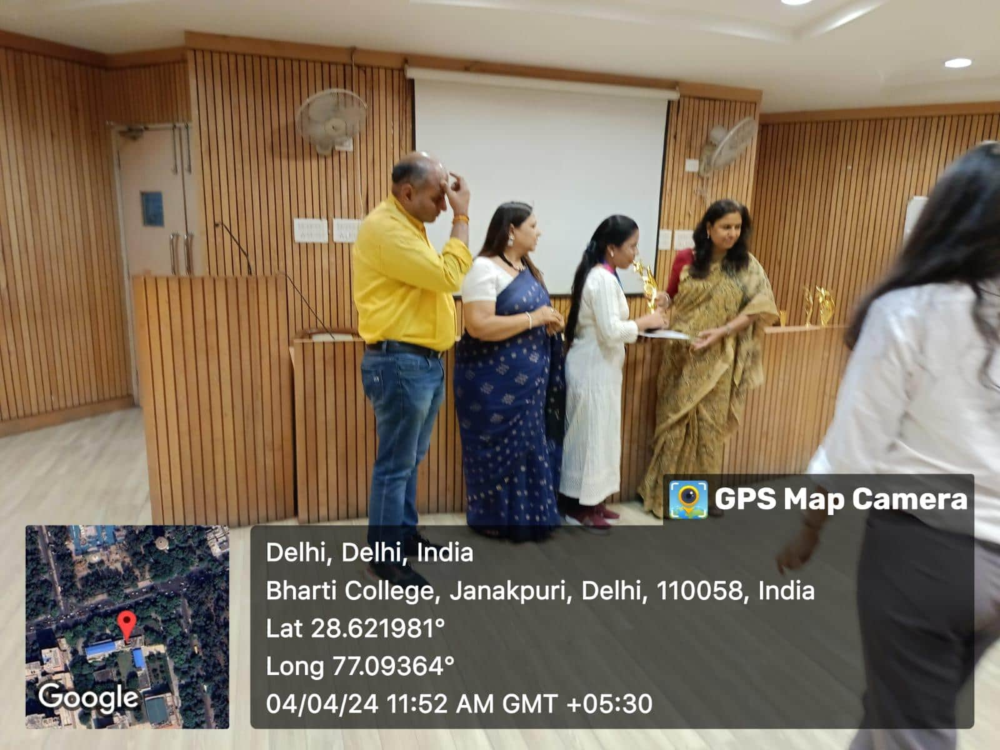 GPS Map Camera
Delhi, Delhi, India
Bharti College, Janakpuri, Delhi, 110058, India
Lat 28.621981°
Long 77.09364°
04/04/24 11:52 AM GMT +05:30
Google